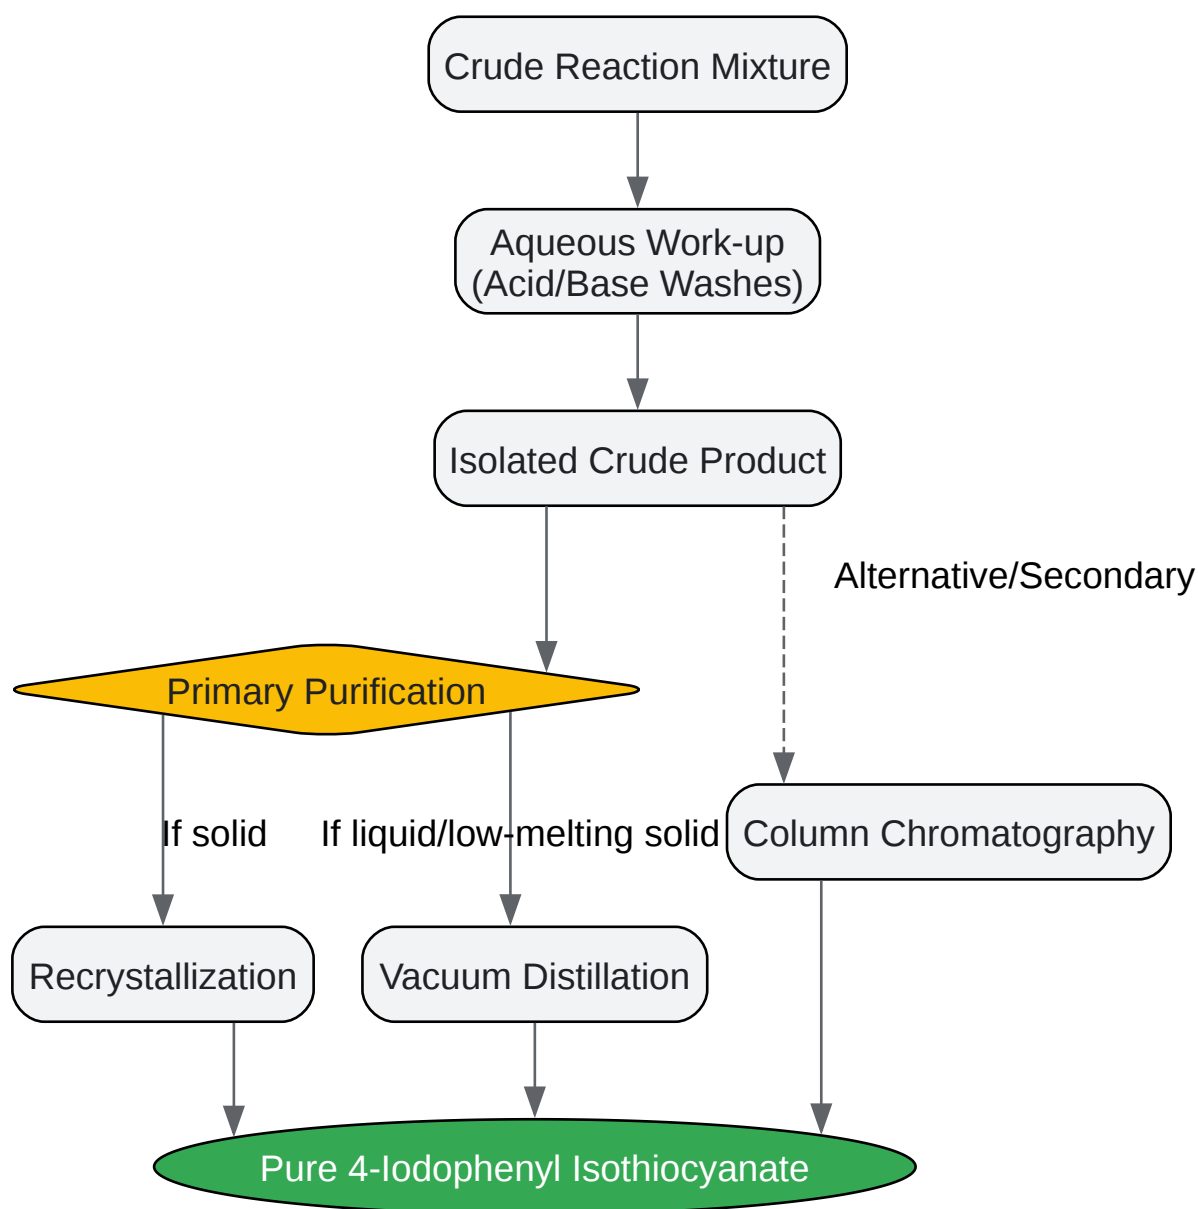 Crude Reaction Mixture
Aqueous Work-up
(Acid/Base Washes)
Isolated Crude Product
Alternative/Secondary
Primary Purification
If solid
If liquid/low-melting solid
Column Chromatography
Recrystallization
Vacuum Distillation
Pure 4-Iodophenyl Isothiocyanate